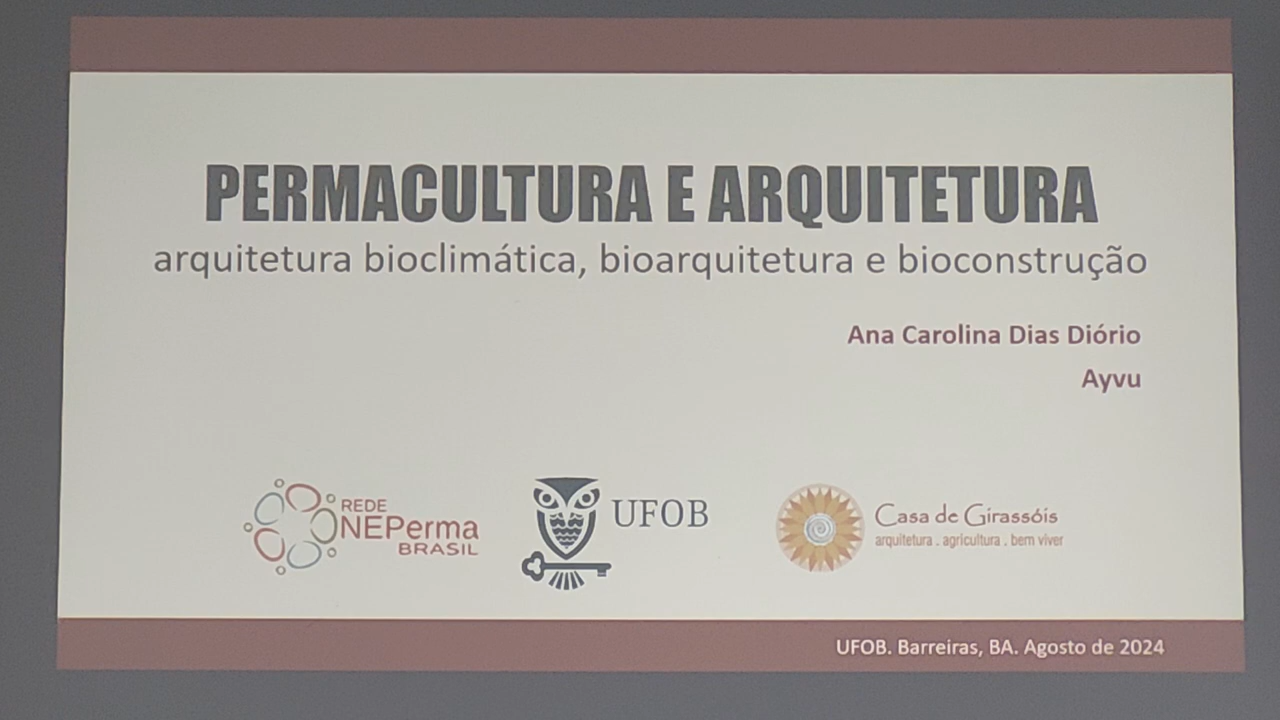 PERMACULTURA E ARQUITETURA
arquitetura bioclimática, bioarquitetura e bioconstrução
Ana Carolina Dias Diório
Ayvu
REDE
NEPerma
BRASIL
UFOB
Casa de Girassóis
arquitetura . agricultura . bem viver
UFOB. Barreiras, BA. Agosto de 2024